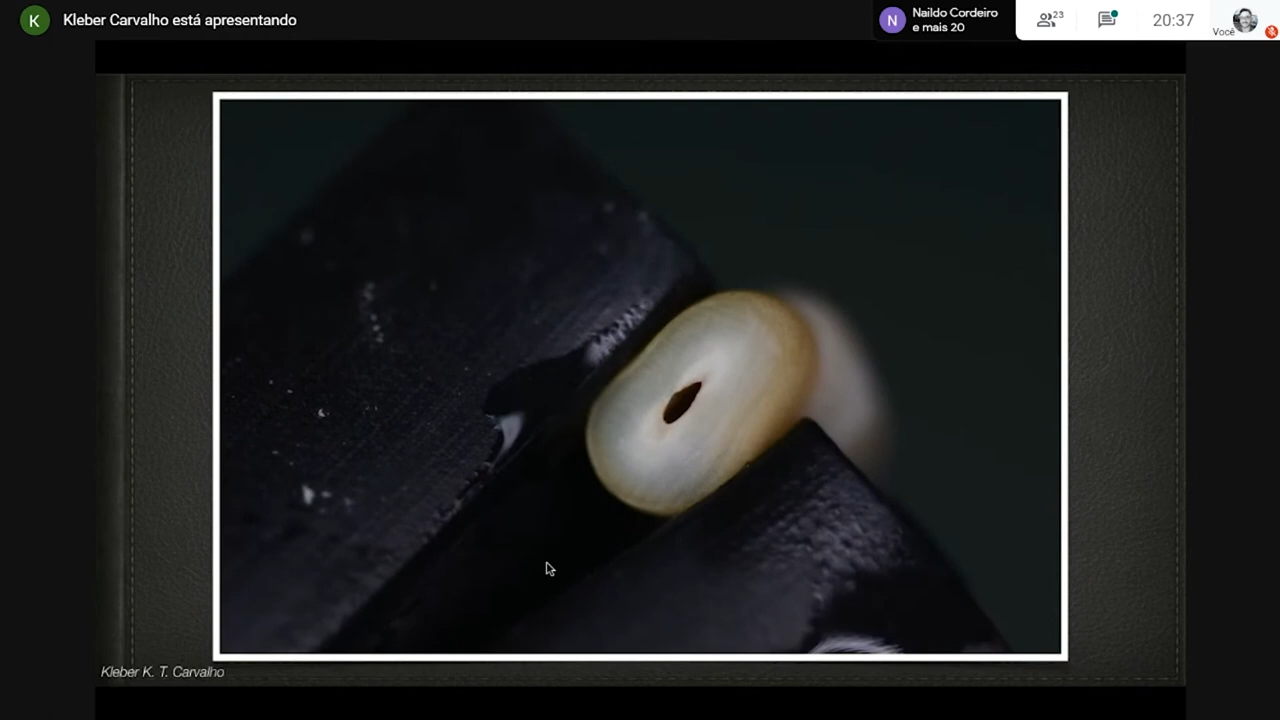 K
Kleber Carvalho está apresentando
N
Naildo Cordeiro
e mais 20
23
20:37
Você
Kleber K. T. Carvalho